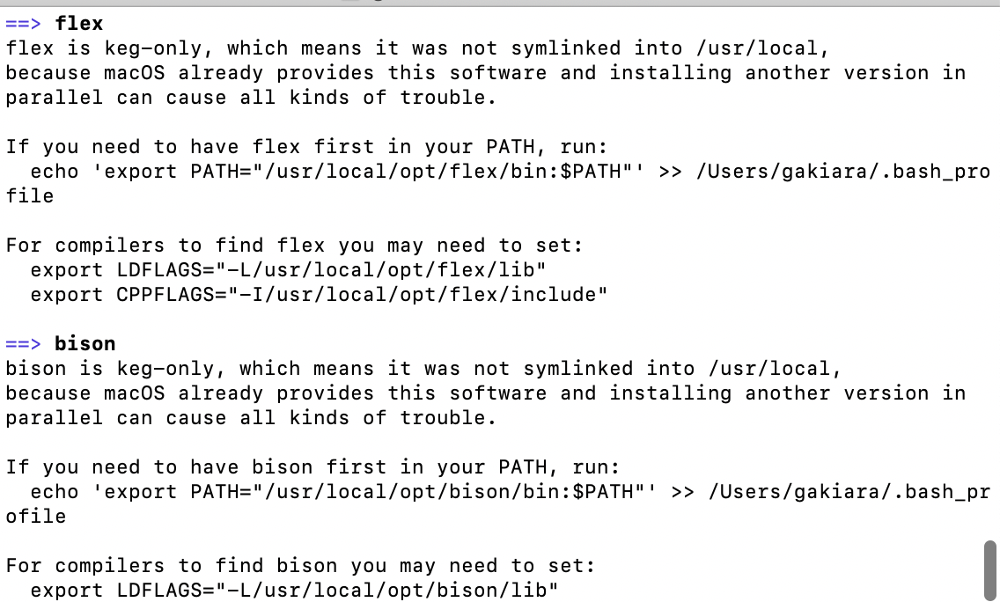 ==> flex
flex is keg-only, which means it was not symlinked into /usr/local,
because macOS already provides this software and installing another version in
parallel can cause all kinds of trouble.
If you need to have flex first in your PATH, run:
  echo 'export PATH="/usr/local/opt/flex/bin:$PATH"' >> /Users/gakiara/.bash_pro
file
For compilers to find flex you may need to set:
  export LDFLAGS="-L/usr/local/opt/flex/lib"
  export CPPFLAGS="-I/usr/local/opt/flex/include"
==> bison
bison is keg-only, which means it was not symlinked into /usr/local,
because macOS already provides this software and installing another version in
parallel can cause all kinds of trouble.
If you need to have bison first in your PATH, run:
  echo 'export PATH="/usr/local/opt/bison/bin:$PATH"' >> /Users/gakiara/.bash_pr
ofile
For compilers to find bison you may need to set:
  export LDFLAGS="-L/usr/local/opt/bison/lib"